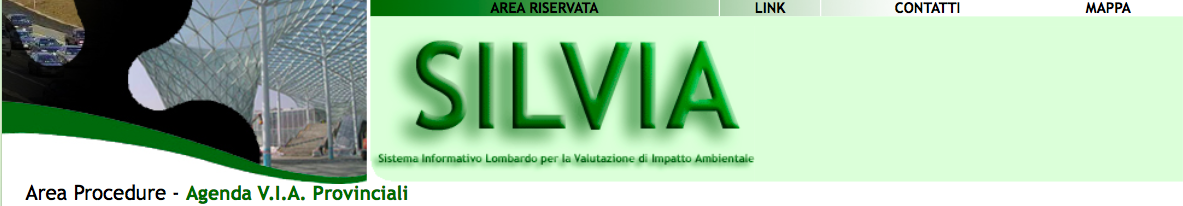 AREA RISERVATA LINK CONTATTI MAPPA
SILVIA
Sistema Informativo Lombardo per la Valutazione di Impatto Ambientale
Area Procedure - Agenda V.I.A. Provinciali